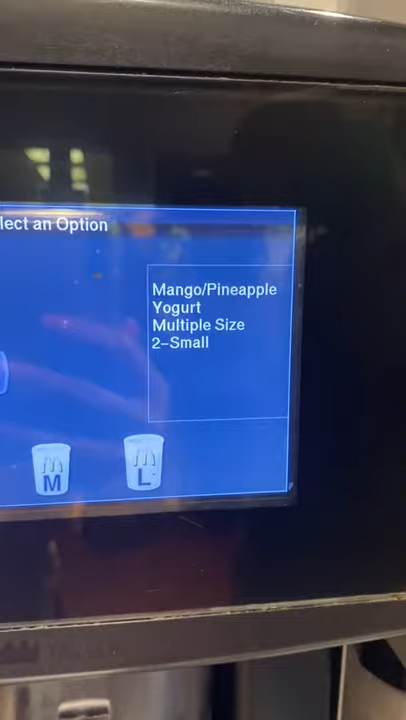 lect an Option
Mango/Pineapple
Yogurt
Multiple Size
2-Small
M
L